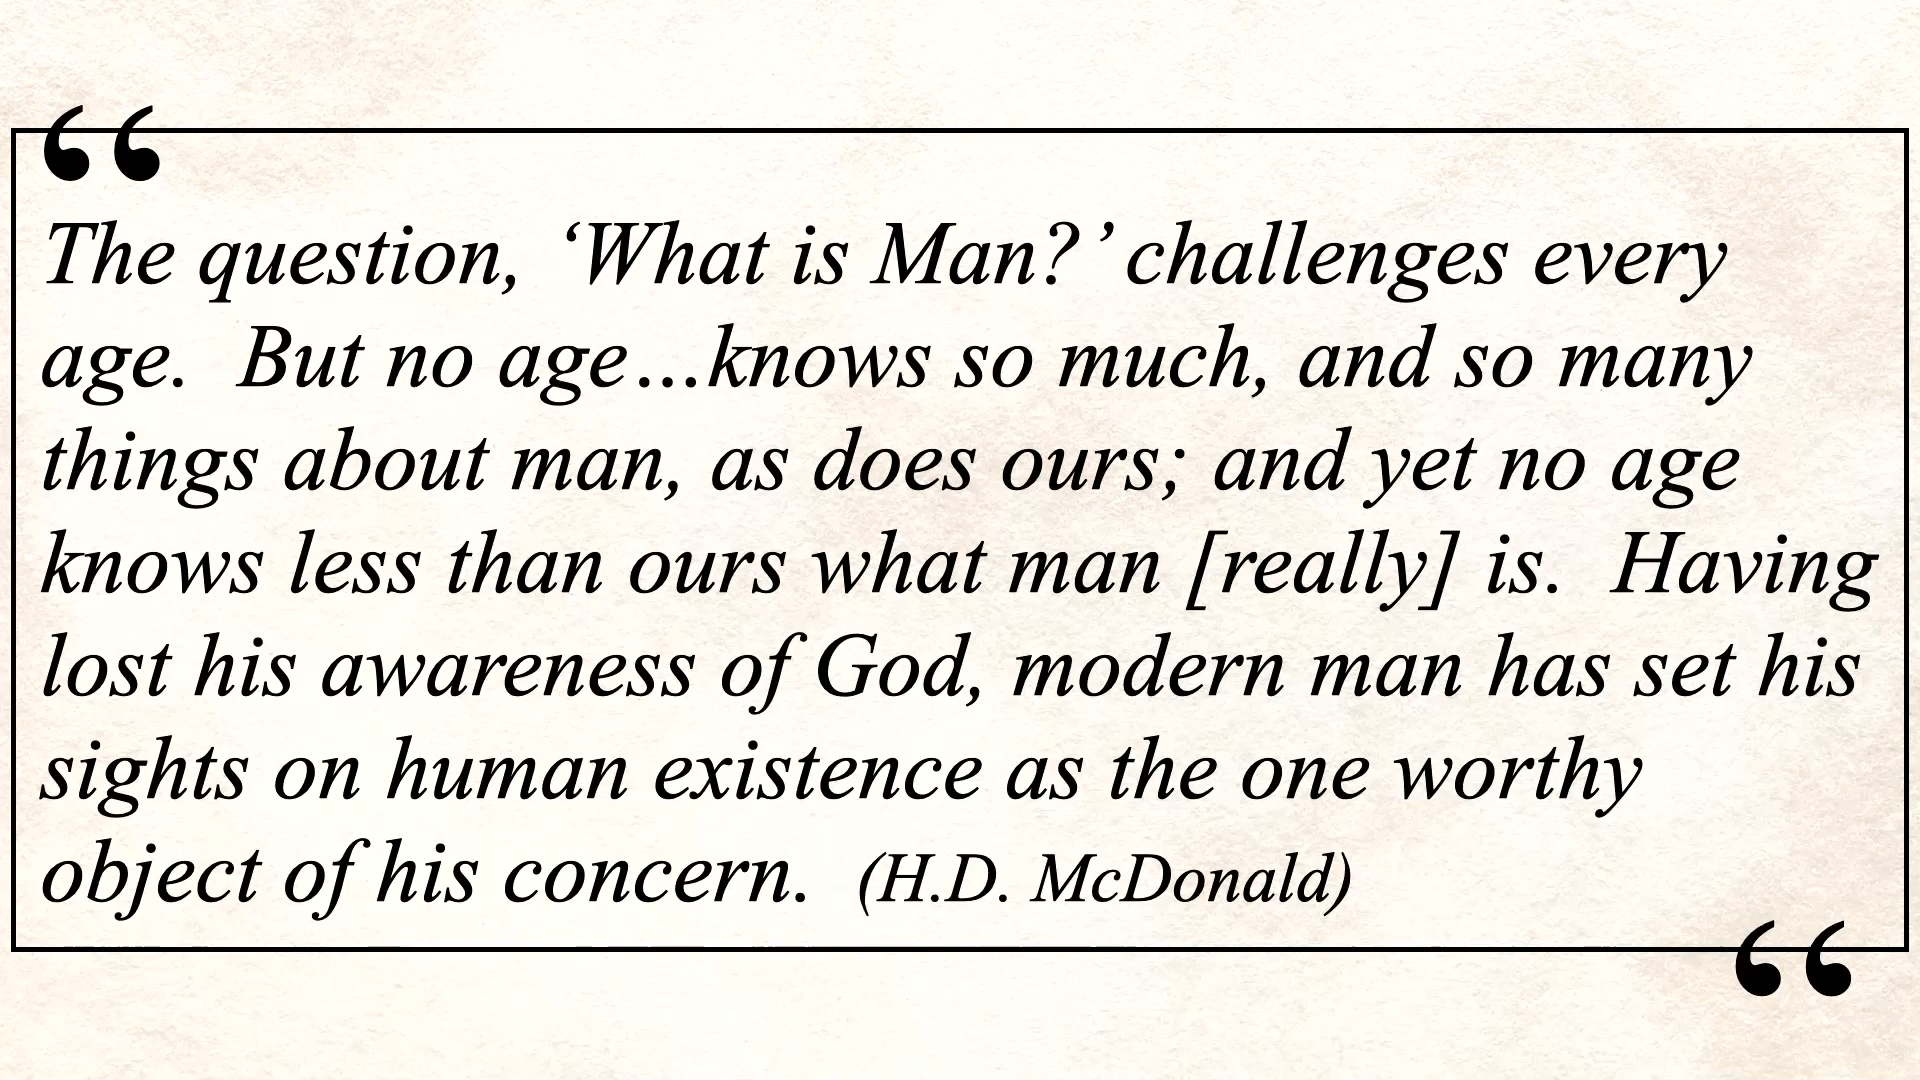 “
The question, ‘What is Man?’ challenges every
age.  But no age…knows so much, and so many
things about man, as does ours; and yet no age
knows less than ours what man [really] is.  Having
lost his awareness of God, modern man has set his
sights on human existence as the one worthy
object of his concern.  (H.D. McDonald)
“